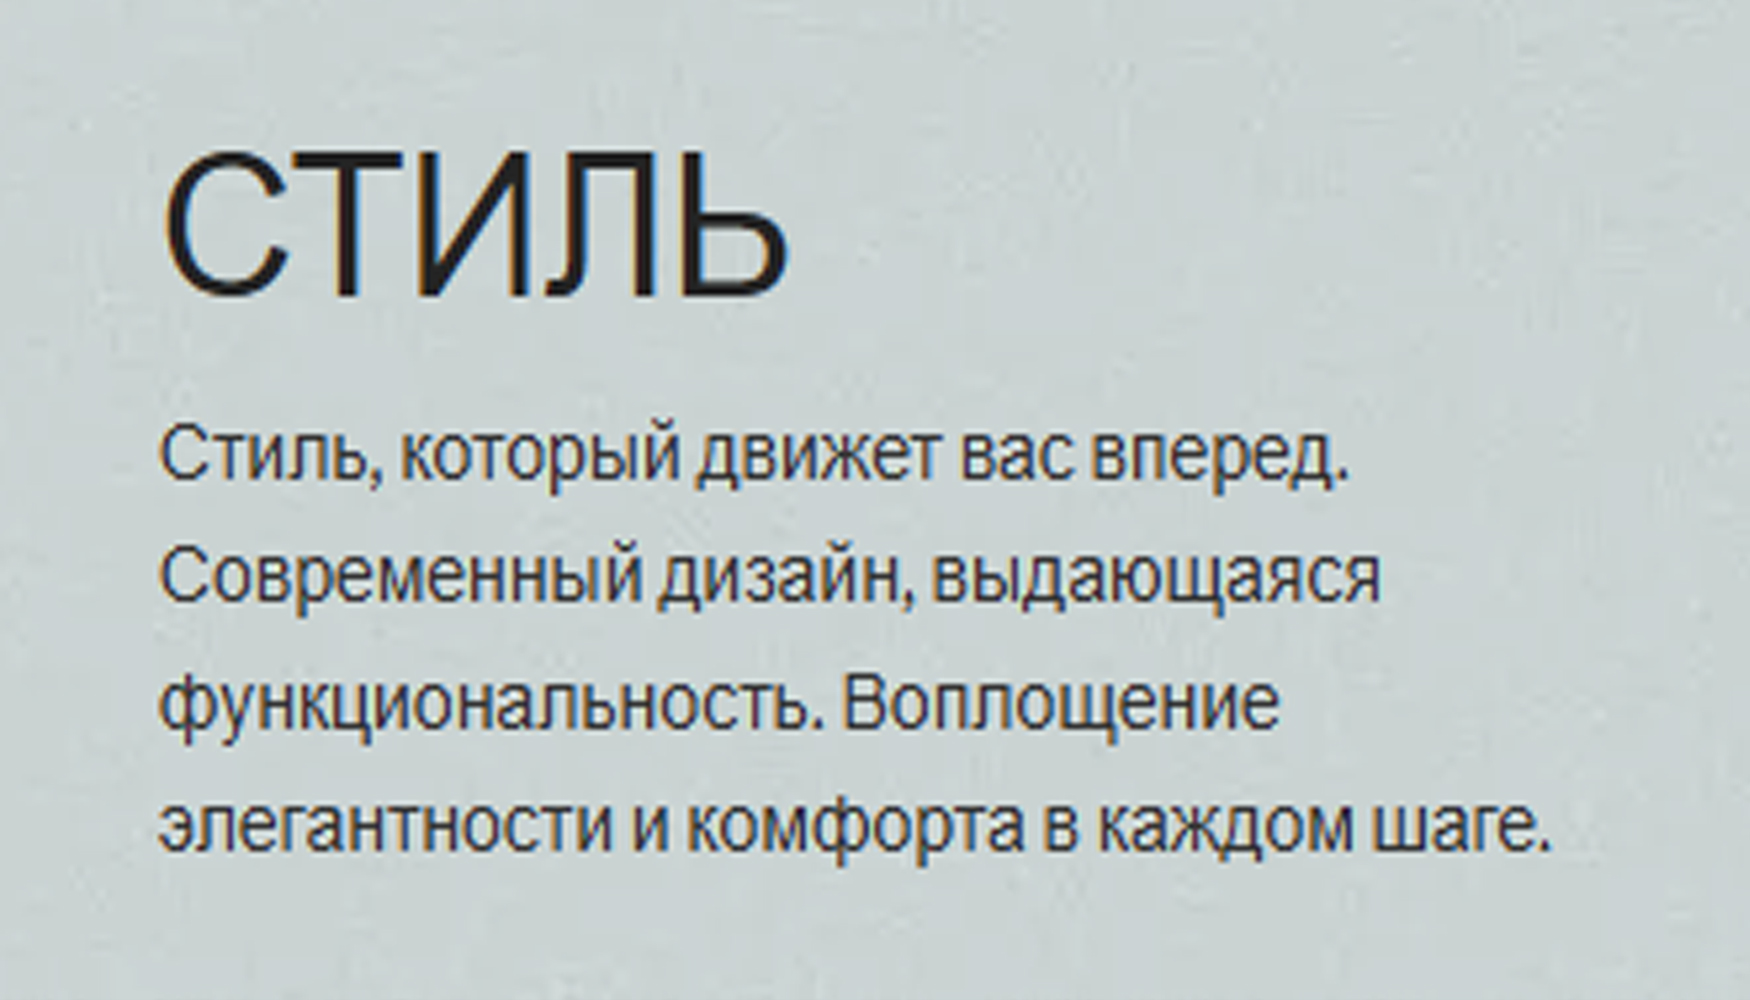 СТИЛЬ
Стиль, который движет вас вперед.
Современный дизайн, выдающаяся
функциональность. Воплощение
элегантности и комфорта в каждом шаге.